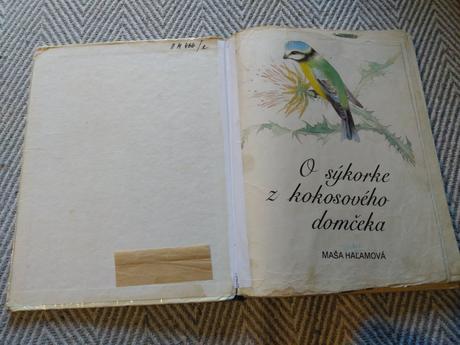 O sýkorke
z kokosového
domčeka
MAŠA HAĽAMOVÁ